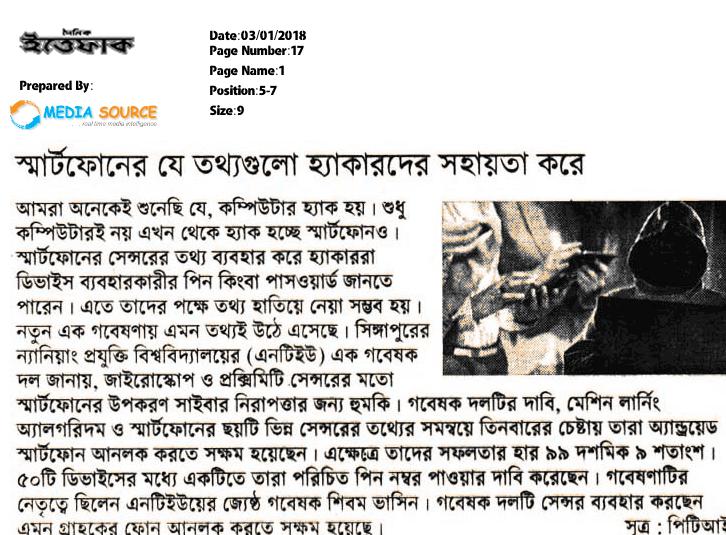 দৈনিক
ইত্তেফাক
Date:03/01/2018
Page Number:17
Page Name:1
Position:5-7
Size:9
Prepared By:
MEDIA SOURCE
real time media intelligence
স্মার্টফোনের যে তথ্যগুলো হ্যাকারদের সহায়তা করে
আমরা অনেকেই শুনেছি যে, কম্পিউটার হ্যাক হয়। শুধু
কম্পিউটারই নয় এখন থেকে হ্যাক হচ্ছে স্মার্টফোনও।
স্মার্টফোনের সেন্সরের তথ্য ব্যবহার করে হ্যাকাররা
ডিভাইস ব্যবহারকারীর পিন কিংবা পাসওয়ার্ড জানতে
পারেন। এতে তাদের পক্ষে তথ্য হাতিয়ে নেয়া সম্ভব হয়।
নতুন এক গবেষণায় এমন তথ্যই উঠে এসেছে। সিঙ্গাপুরের
ন্যানিয়াং প্রযুক্তি বিশ্ববিদ্যালয়ের (এনটিইউ) এক গবেষক
দল জানায়, জাইরোস্কোপ ও প্রক্সিমিটি সেন্সরের মতো
স্মার্টফোনের উপকরণ সাইবার নিরাপত্তার জন্য হুমকি। গবেষক দলটির দাবি, মেশিন লার্নিং
অ্যালগরিদম ও স্মার্টফোনের ছয়টি ভিন্ন সেন্সরের তথ্যের সমন্বয়ে তিনবারের চেষ্টায় তারা অ্যান্ড্রয়েড
স্মার্টফোন আনলক করতে সক্ষম হয়েছেন। এক্ষেত্রে তাদের সফলতার হার ৯৯ দশমিক ৯ শতাংশ।
৫০টি ডিভাইসের মধ্যে একটিতে তারা পরিচিত পিন নম্বর পাওয়ার দাবি করেছেন। গবেষণাটির
নেতৃত্বে ছিলেন এনটিইউয়ের জ্যেষ্ঠ গবেষক শিবম ভাসিন। গবেষক দলটি সেন্সর ব্যবহার করছেন
এমন গ্রাহকের ফোন আনলক করতে সক্ষম হয়েছে। সূত্র : পিটিআই